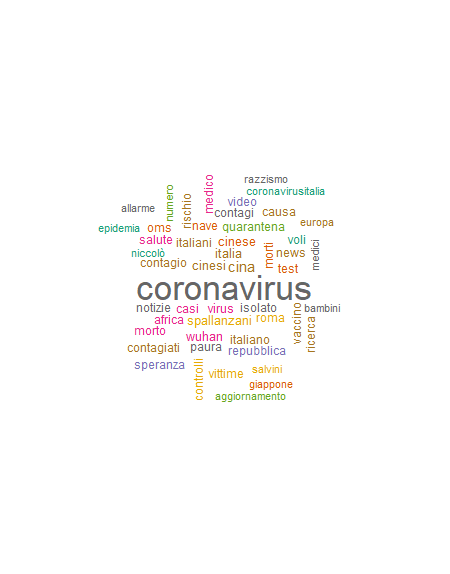 razzismo
coronavirusitalia
medico
numero
rischio
video
allarme
contagi causa
europa
epidemia oms nave quarantena
salute italiani cinese voli
morti
medici
niccolò italia news
contagio cinesi cina test
coronavirus
notizie casi virus isolato bambini
africa spallanzani roma
vaccino
ricerca
morto
wuhan italiano
contagiati paura repubblica
speranza
controlli
vittime salvini
giappone
aggiornamento